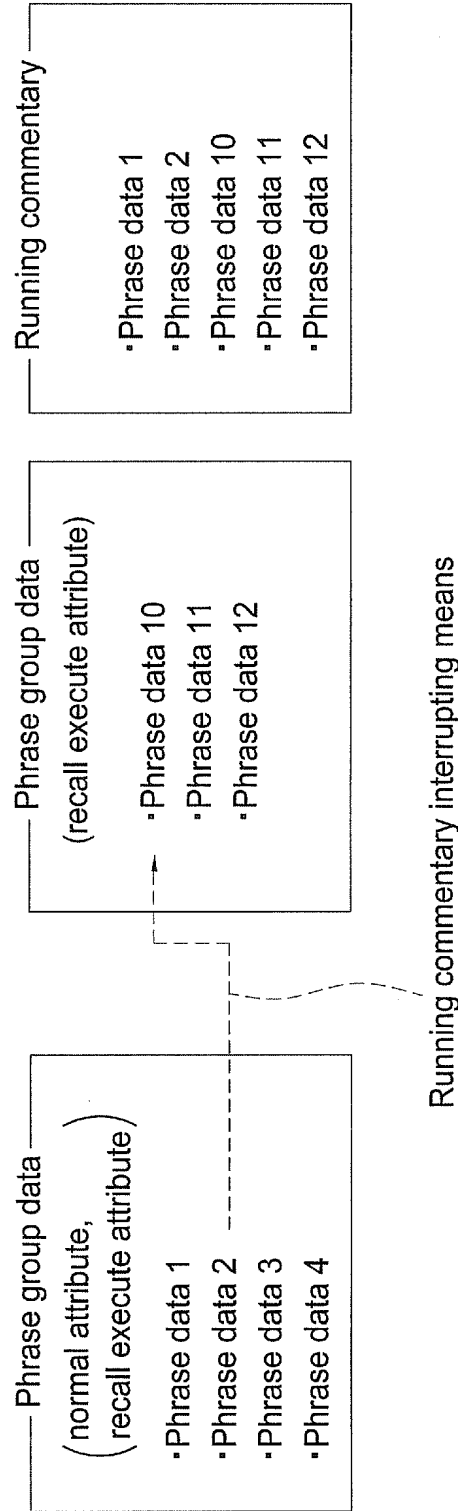 Phrase group data
(normal attribute,
recall execute attribute)
▪Phrase data 1
▪Phrase data 2
▪Phrase data 3
▪Phrase data 4
Phrase group data
(recall execute attribute)
▪Phrase data 10
▪Phrase data 11
▪Phrase data 12
Running commentary
▪Phrase data 1
▪Phrase data 2
▪Phrase data 10
▪Phrase data 11
▪Phrase data 12
Running commentary interrupting means